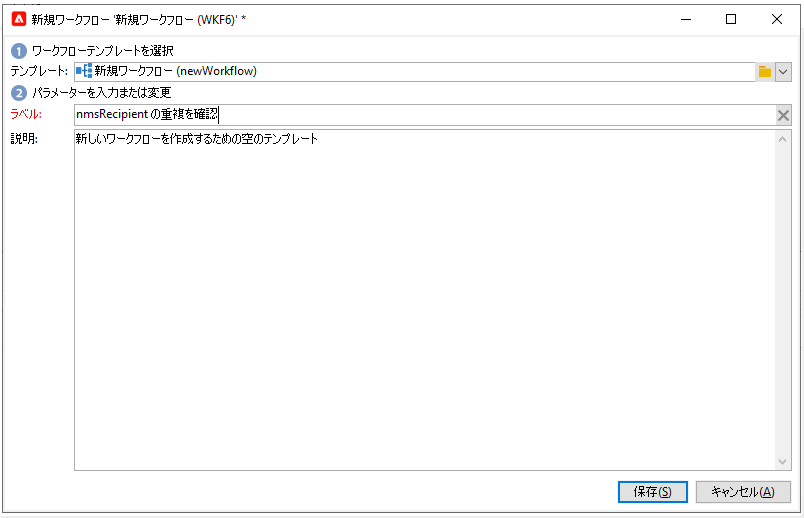 新規ワークフロー '新規ワークフロー (WKF6)' *
1 ワークフローテンプレートを選択
テンプレート: 新規ワークフロー (newWorkflow)
2 パラメーターを入力または変更
ラベル: nmsRecipient の重複を確認
説明: 新しいワークフローを作成するための空のテンプレート
保存(S) キャンセル(A)